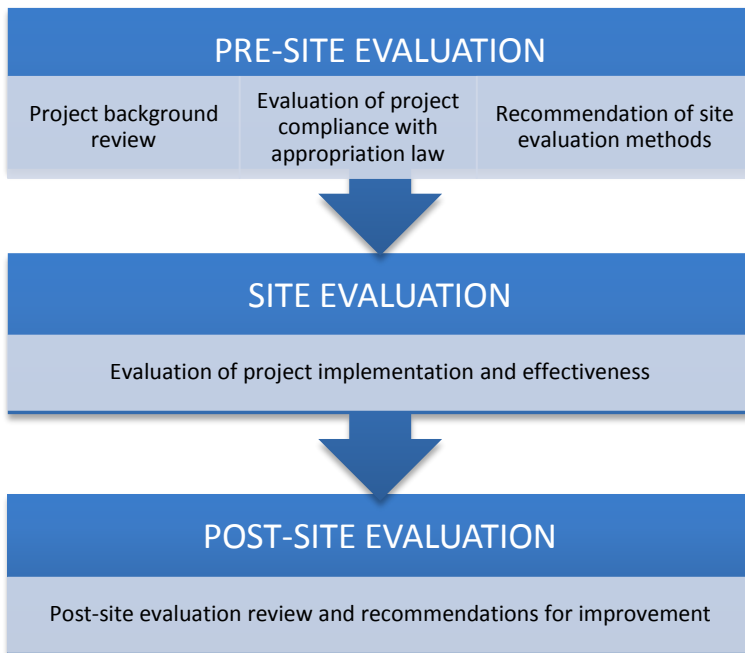 PRE-SITE EVALUATION
Project background
review
Evaluation of project
compliance with
appropriation law
Recommendation of site
evaluation methods
SITE EVALUATION
Evaluation of project implementation and effectiveness
POST-SITE EVALUATION
Post-site evaluation review and recommendations for improvement